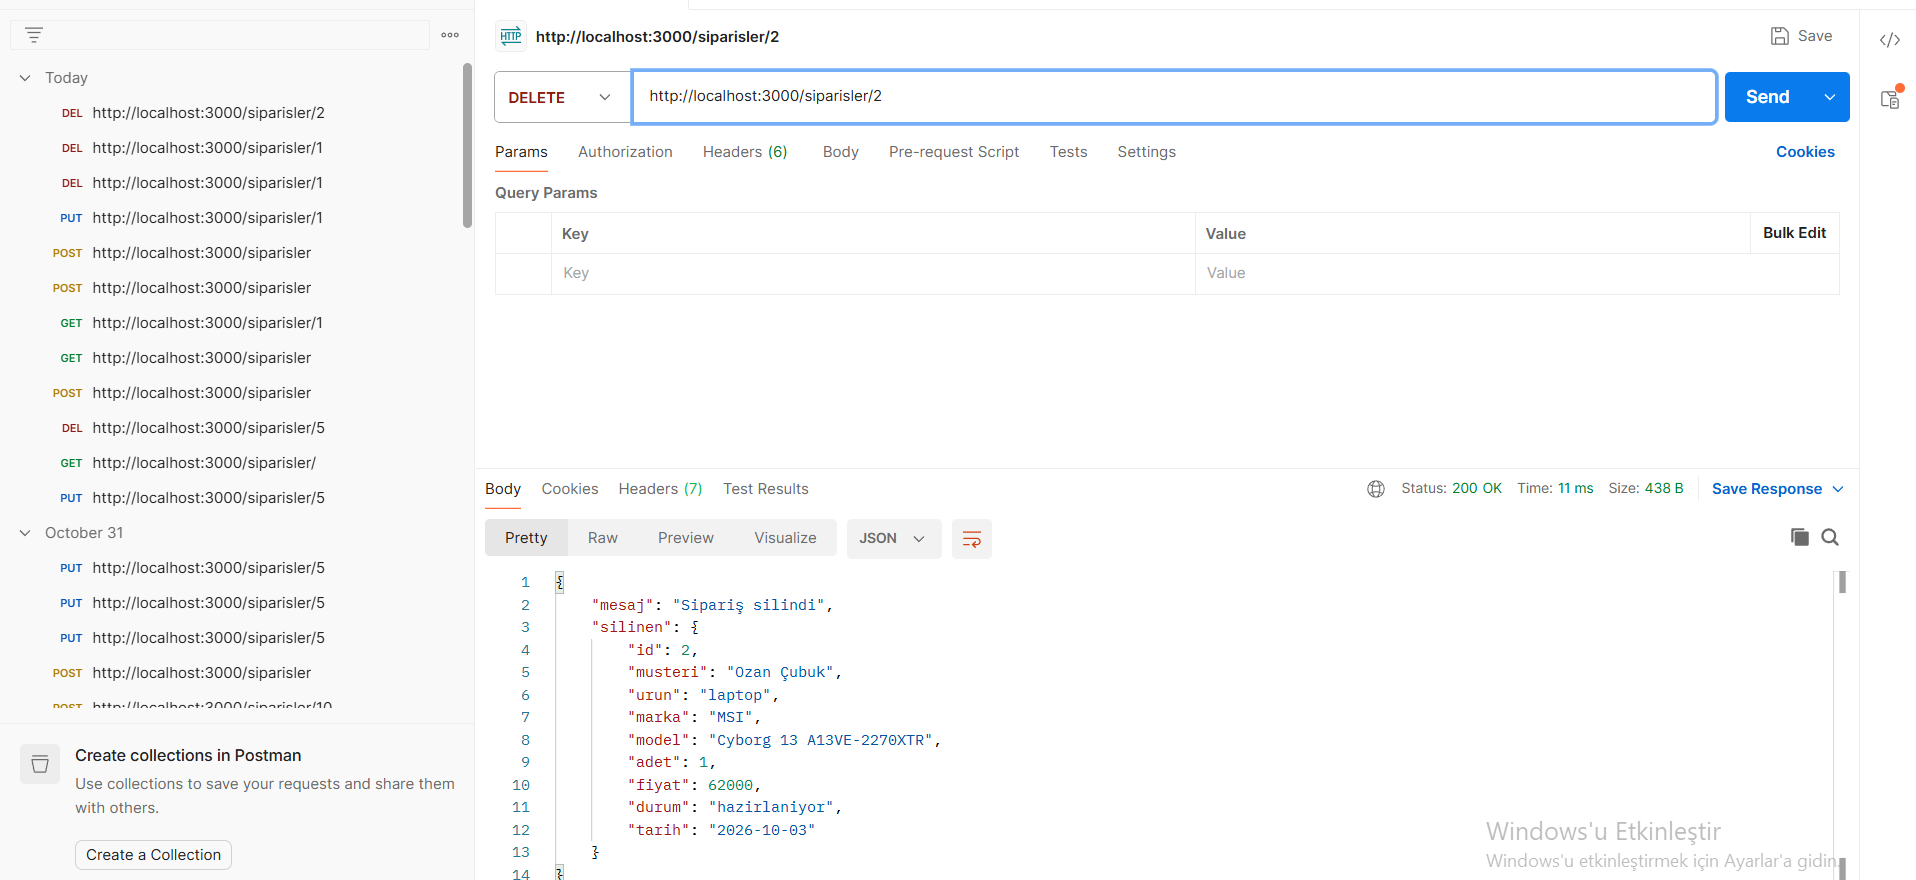 Today
DEL http://localhost:3000/siparisler/2
DEL http://localhost:3000/siparisler/1
DEL http://localhost:3000/siparisler/1
PUT http://localhost:3000/siparisler/1
POST http://localhost:3000/siparisler
POST http://localhost:3000/siparisler
GET http://localhost:3000/siparisler/1
GET http://localhost:3000/siparisler
POST http://localhost:3000/siparisler
DEL http://localhost:3000/siparisler/5
GET http://localhost:3000/siparisler/
PUT http://localhost:3000/siparisler/5
October 31
PUT http://localhost:3000/siparisler/5
PUT http://localhost:3000/siparisler/5
PUT http://localhost:3000/siparisler/5
POST http://localhost:3000/siparisler
POST http://localhost:3000/siparisler/10
Create collections in Postman
Use collections to save your requests and share them
with others.
Create a Collection
HTTP http://localhost:3000/siparisler/2
Save
DELETE http://localhost:3000/siparisler/2 Send
Params Authorization Headers (6) Body Pre-request Script Tests Settings Cookies
Query Params
Key Value Bulk Edit
Key Value
Body Cookies Headers (7) Test Results Status: 200 OK Time: 11 ms Size: 438 B Save Response
Pretty Raw Preview Visualize JSON
1 {
2 "mesaj": "Sipariş silindi",
3 "silinen": {
4 "id": 2,
5 "musteri": "Ozan Çubuk",
6 "urun": "laptop",
7 "marka": "MSI",
8 "model": "Cyborg 13 A13VE-2270XTR",
9 "adet": 1,
10 "fiyat": 62000,
11 "durum": "hazirlaniyor",
12 "tarih": "2026-10-03"
13 }
14 }
Windows'u Etkinleştir
Windows'u etkinleştirmek için Ayarlar'a gidin.